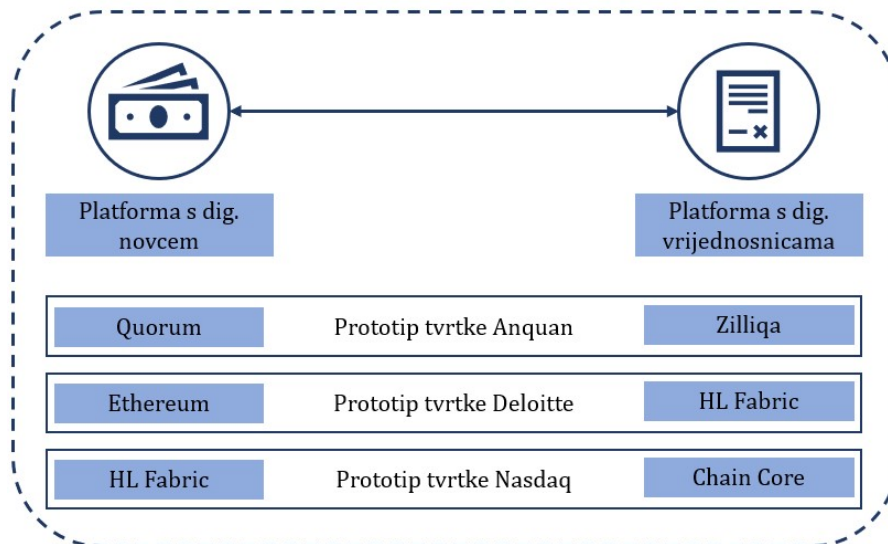 Platforma s dig.
novcem
Platforma s dig.
vrijednosnicama
Quorum
Prototip tvrtke Anquan
Zilliqa
Ethereum
Prototip tvrtke Deloitte
HL Fabric
HL Fabric
Prototip tvrtke Nasdaq
Chain Core